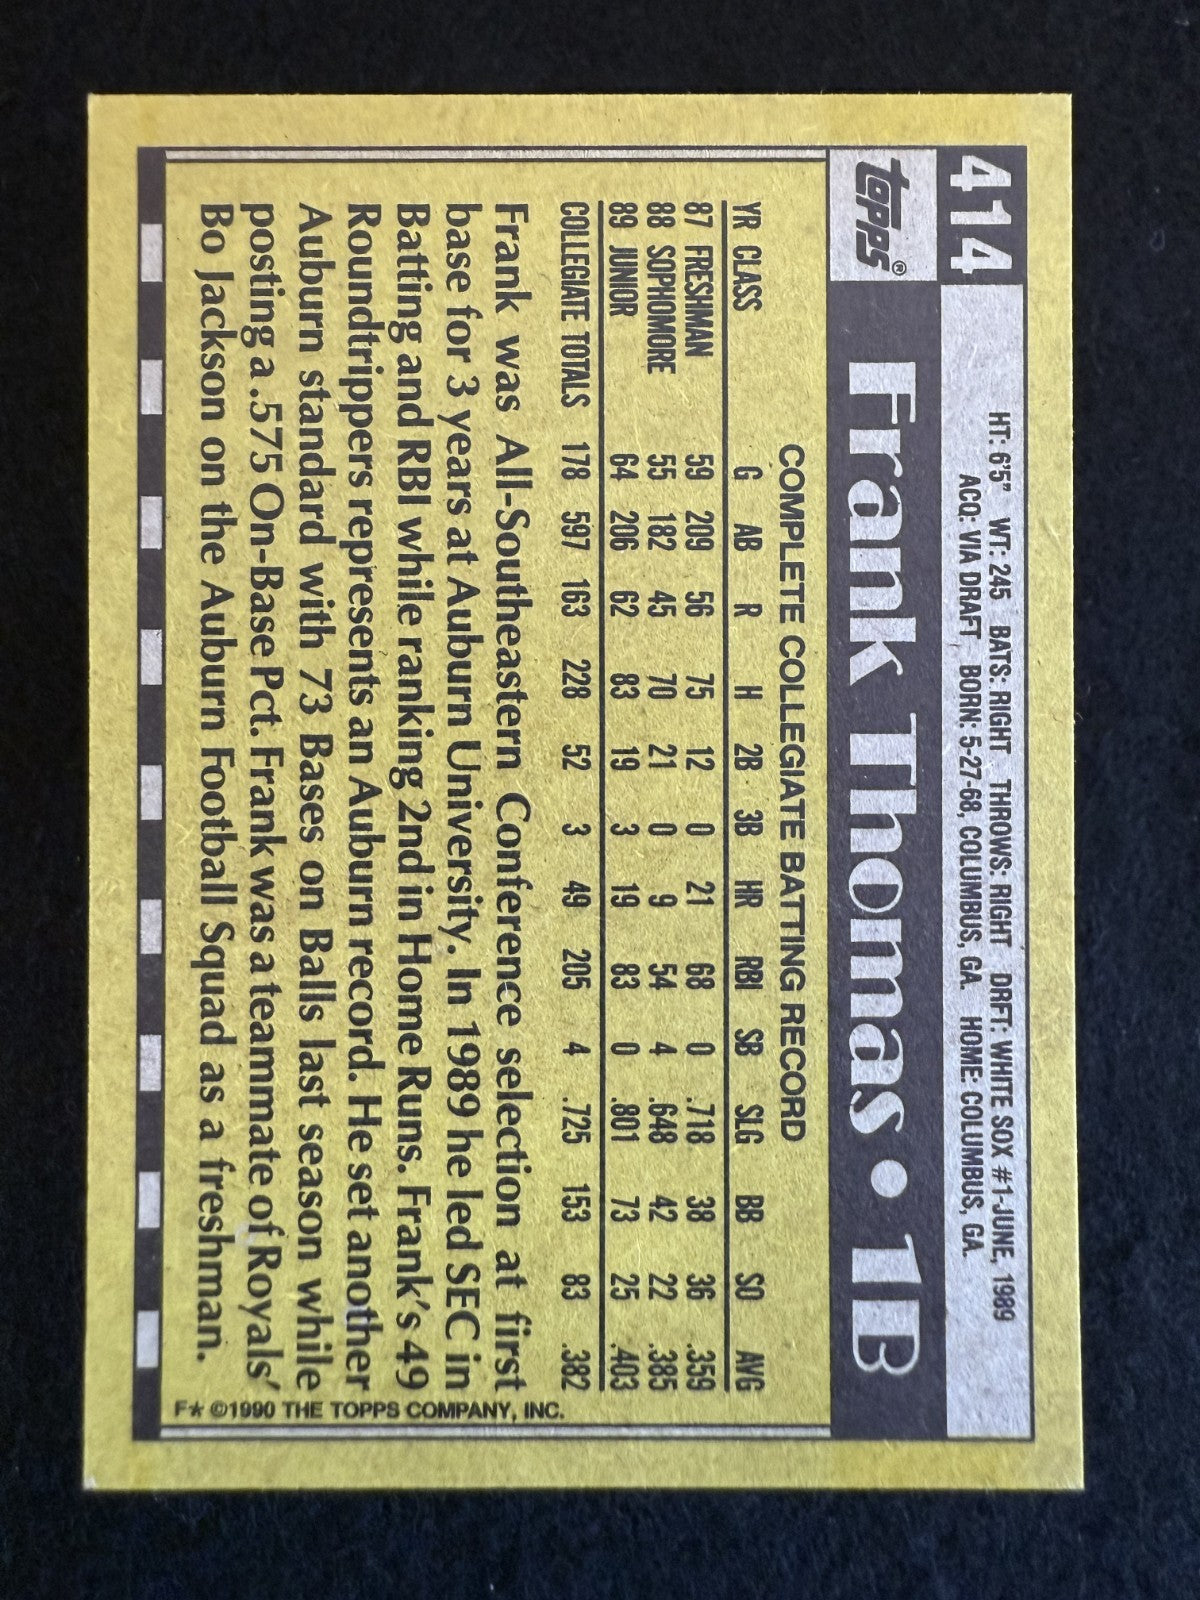 414
HT: 6'5" WT: 245 BATS: RIGHT THROWS: RIGHT DRFT: WHITE SOX #1-JUNE, 1989
ACQ: VIA DRAFT BORN: 5-27-68, COLUMBUS, GA. HOME: COLUMBUS, GA.
topps®
Frank Thomas • 1B
COMPLETE COLLEGIATE BATTING RECORD
YR CLASS G AB R H 2B 3B HR RBI SB SLG BB SO AVG
87 FRESHMAN 59 209 56 75 12 0 21 68 0 .718 38 36 .359
88 SOPHOMORE 55 182 45 70 21 0 9 54 4 .648 42 22 .385
89 JUNIOR 64 206 62 83 19 3 19 83 0 .801 73 25 .403
COLLEGIATE TOTALS 178 597 163 228 52 3 49 205 4 .725 153 83 .382
Frank was All-Southeastern Conference selection at first
base for 3 years at Auburn University. In 1989 he led SEC in
Batting and RBI while ranking 2nd in Home Runs. Frank's 49
Roundtrippers represents an Auburn record. He set another
Auburn standard with 73 Bases on Balls last season while
posting a .575 On-Base Pct. Frank was a teammate of Royals'
Bo Jackson on the Auburn Football Squad as a freshman.
F* ©1990 THE TOPPS COMPANY, INC.